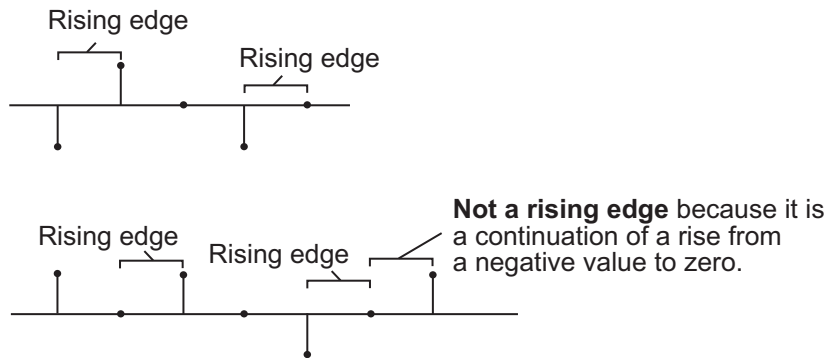 Rising edge
Rising edge
Not a rising edge because it is
a continuation of a rise from
a negative value to zero.
Rising edge
Rising edge